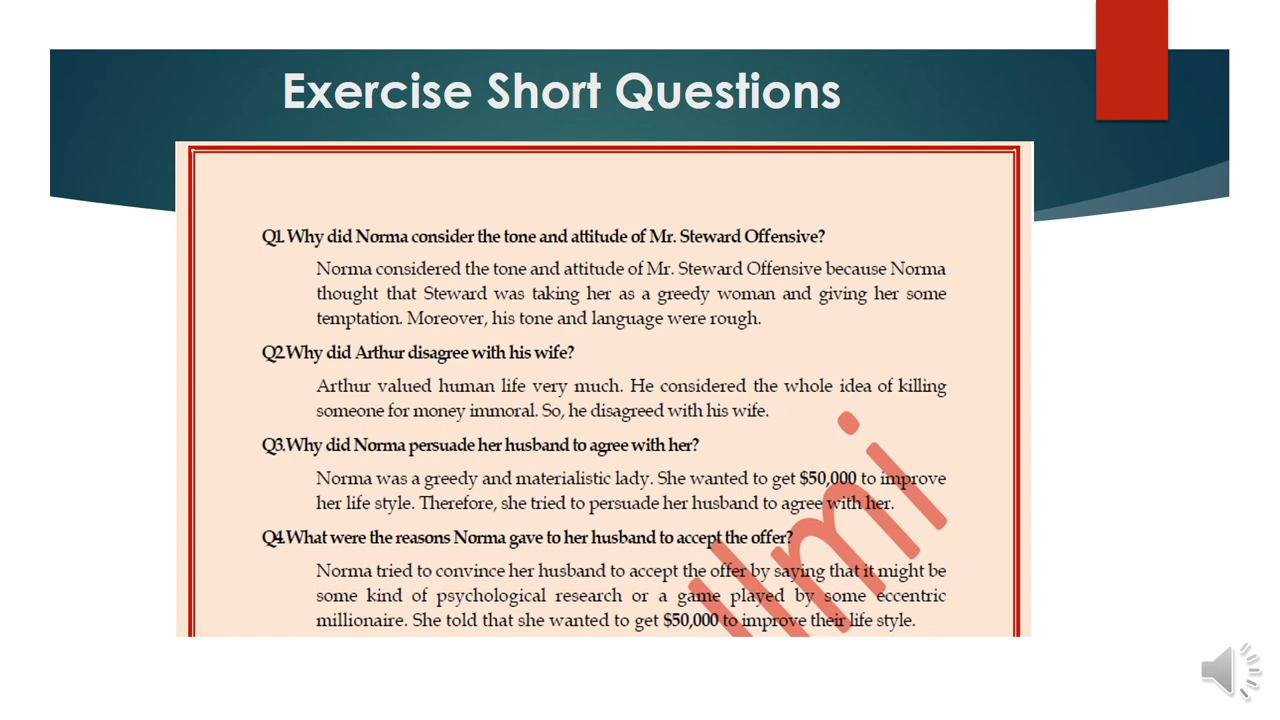 Exercise Short Questions
Q1. Why did Norma consider the tone and attitude of Mr. Steward Offensive?
Norma considered the tone and attitude of Mr. Steward Offensive because Norma
thought that Steward was taking her as a greedy woman and giving her some
temptation. Moreover, his tone and language were rough.
Q2. Why did Arthur disagree with his wife?
Arthur valued human life very much. He considered the whole idea of killing
someone for money immoral. So, he disagreed with his wife.
Q3. Why did Norma persuade her husband to agree with her?
Norma was a greedy and materialistic lady. She wanted to get $50,000 to improve
her life style. Therefore, she tried to persuade her husband to agree with her.
Q4. What were the reasons Norma gave to her husband to accept the offer?
Norma tried to convince her husband to accept the offer by saying that it might be
some kind of psychological research or a game played by some eccentric
millionaire. She told that she wanted to get $50,000 to improve their life style.